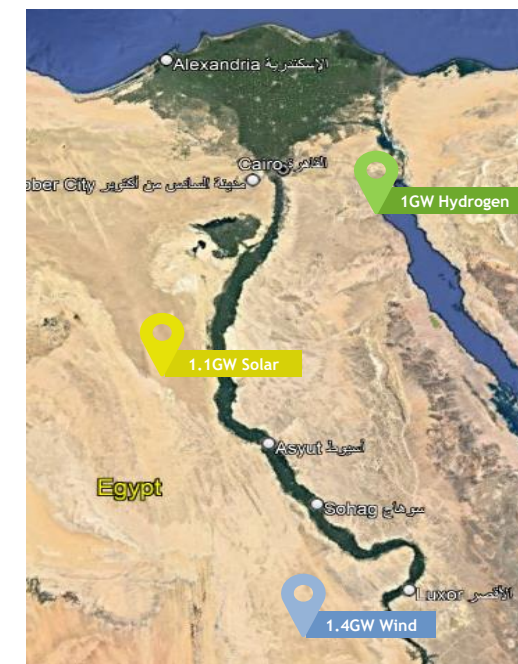 Alexandria الإسكندرية
Cairo القاهرة
ober City مدينة السادس من أكتوبر
1GW Hydrogen
1.1GW Solar
Asyut أسيوط
Egypt
Sohag سوهاج
Luxor الأقصر
1.4GW Wind